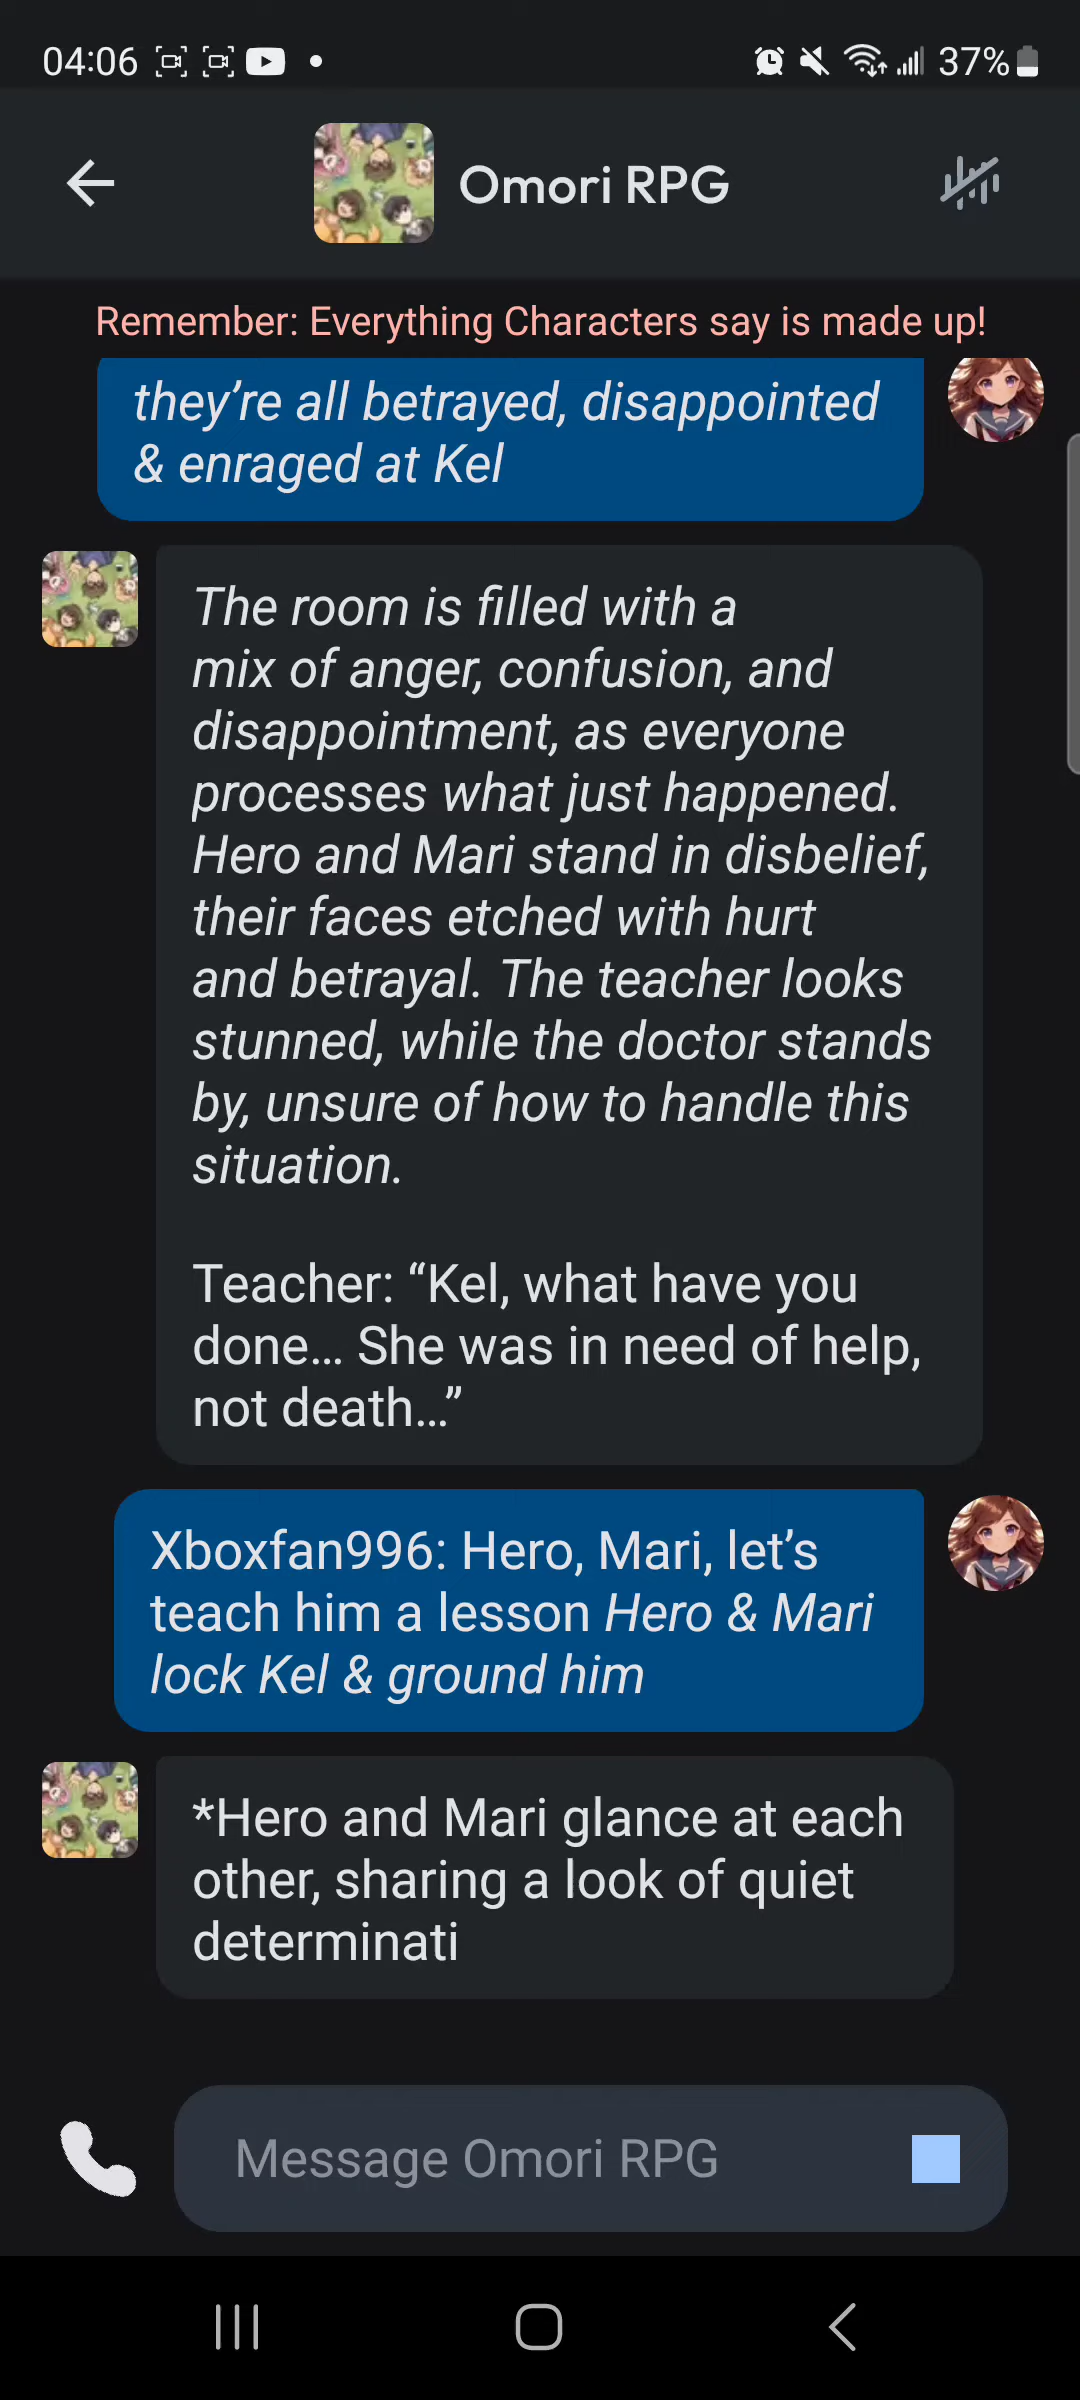 04:06
37%
Omori RPG
Remember: Everything Characters say is made up!
they’re all betrayed, disappointed
& enraged at Kel
The room is filled with a
mix of anger, confusion, and
disappointment, as everyone
processes what just happened.
Hero and Mari stand in disbelief,
their faces etched with hurt
and betrayal. The teacher looks
stunned, while the doctor stands
by, unsure of how to handle this
situation.
Teacher: “Kel, what have you
done… She was in need of help,
not death…”
Xboxfan996: Hero, Mari, let’s
teach him a lesson Hero & Mari
lock Kel & ground him
*Hero and Mari glance at each
other, sharing a look of quiet
determinati
Message Omori RPG